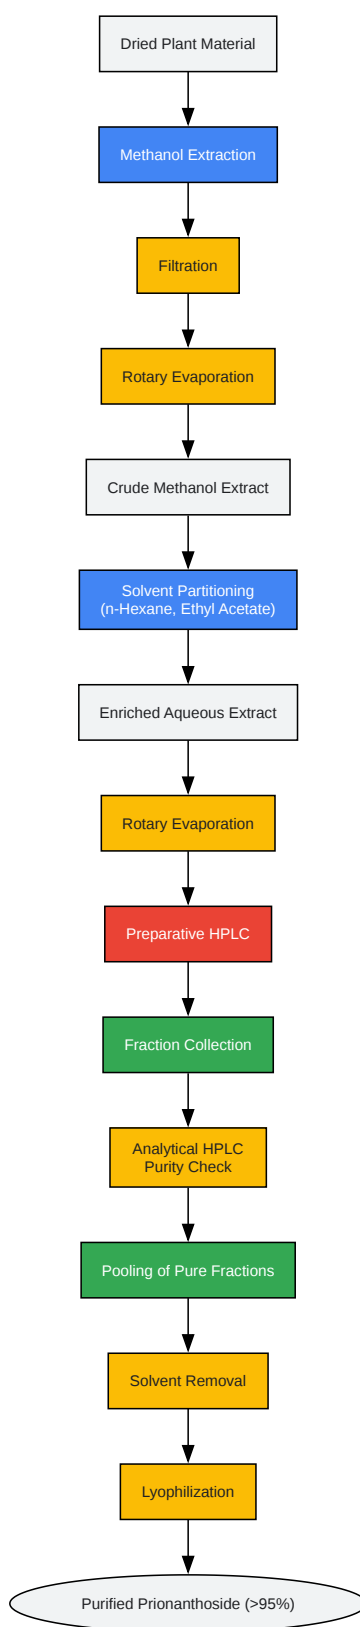 Dried Plant Material
Methanol Extraction
Filtration
Rotary Evaporation
Crude Methanol Extract
Solvent Partitioning
(n-Hexane, Ethyl Acetate)
Enriched Aqueous Extract
Rotary Evaporation
Preparative HPLC
Fraction Collection
Analytical HPLC
Purity Check
Pooling of Pure Fractions
Solvent Removal
Lyophilization
Purified Prionanthoside (>95%)